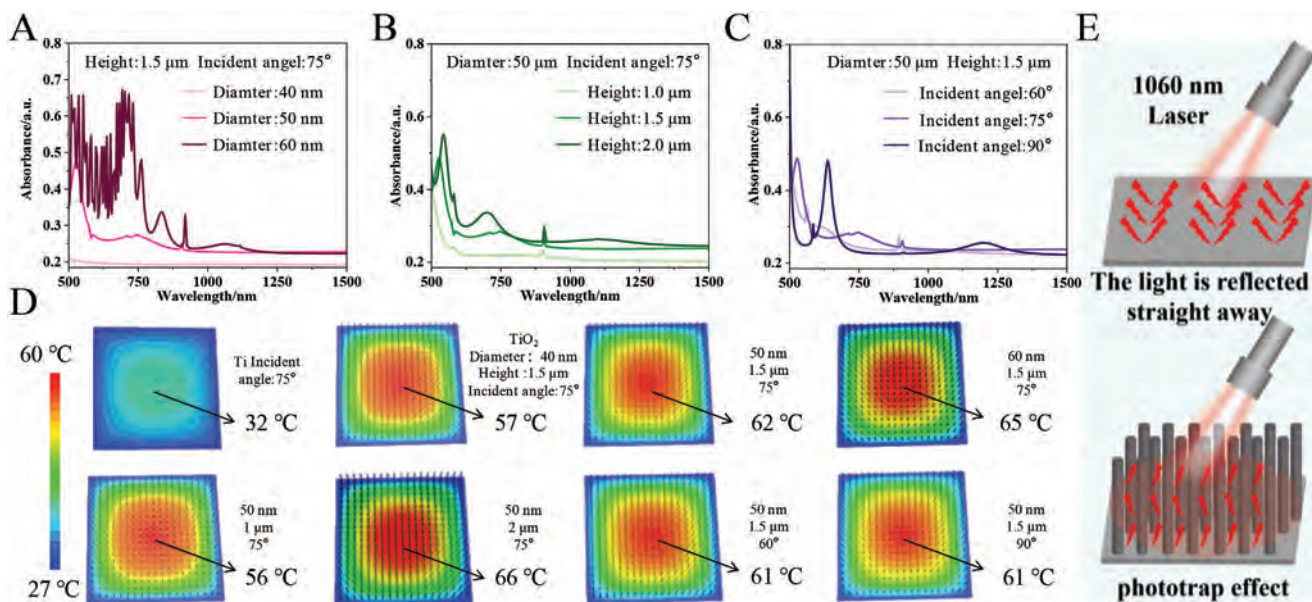 A
Height:1.5 μm Incident angel:75°
Diamter:40 nm
Diamter:50 nm
Diamter:60 nm
Absorbance/a.u.
0.8
0.7
0.6
0.5
0.4
0.3
0.2
500 750 1000 1250 1500
Wavelength/nm
B
Diamter:50 μm Incident angel:75°
Height:1.0 μm
Height:1.5 μm
Height:2.0 μm
Absorbance/a.u.
0.8
0.6
0.4
0.2
500 750 1000 1250 1500
Wavelength/nm
C
Diamter:50 μm Height:1.5 μm
Incident angel:60°
Incident angel:75°
Incident angel:90°
Absorbance/a.u.
0.8
0.6
0.4
0.2
500 750 1000 1250 1500
Wavelength/nm
D
60 ℃
27 ℃
Ti Incident
angle:75°
32 ℃
TiO₂
Diameter: 40 nm
Height :1.5 μm
Incident angle:75°
57 ℃
50 nm
1.5 μm
75°
62 ℃
60 nm
1.5 μm
75°
65 ℃
50 nm
1 μm
75°
56 ℃
50 nm
2 μm
75°
66 ℃
50 nm
1.5 μm
60°
61 ℃
50 nm
1.5 μm
90°
61 ℃
E
1060 nm
Laser
The light is reflected
straight away
phototrap effect